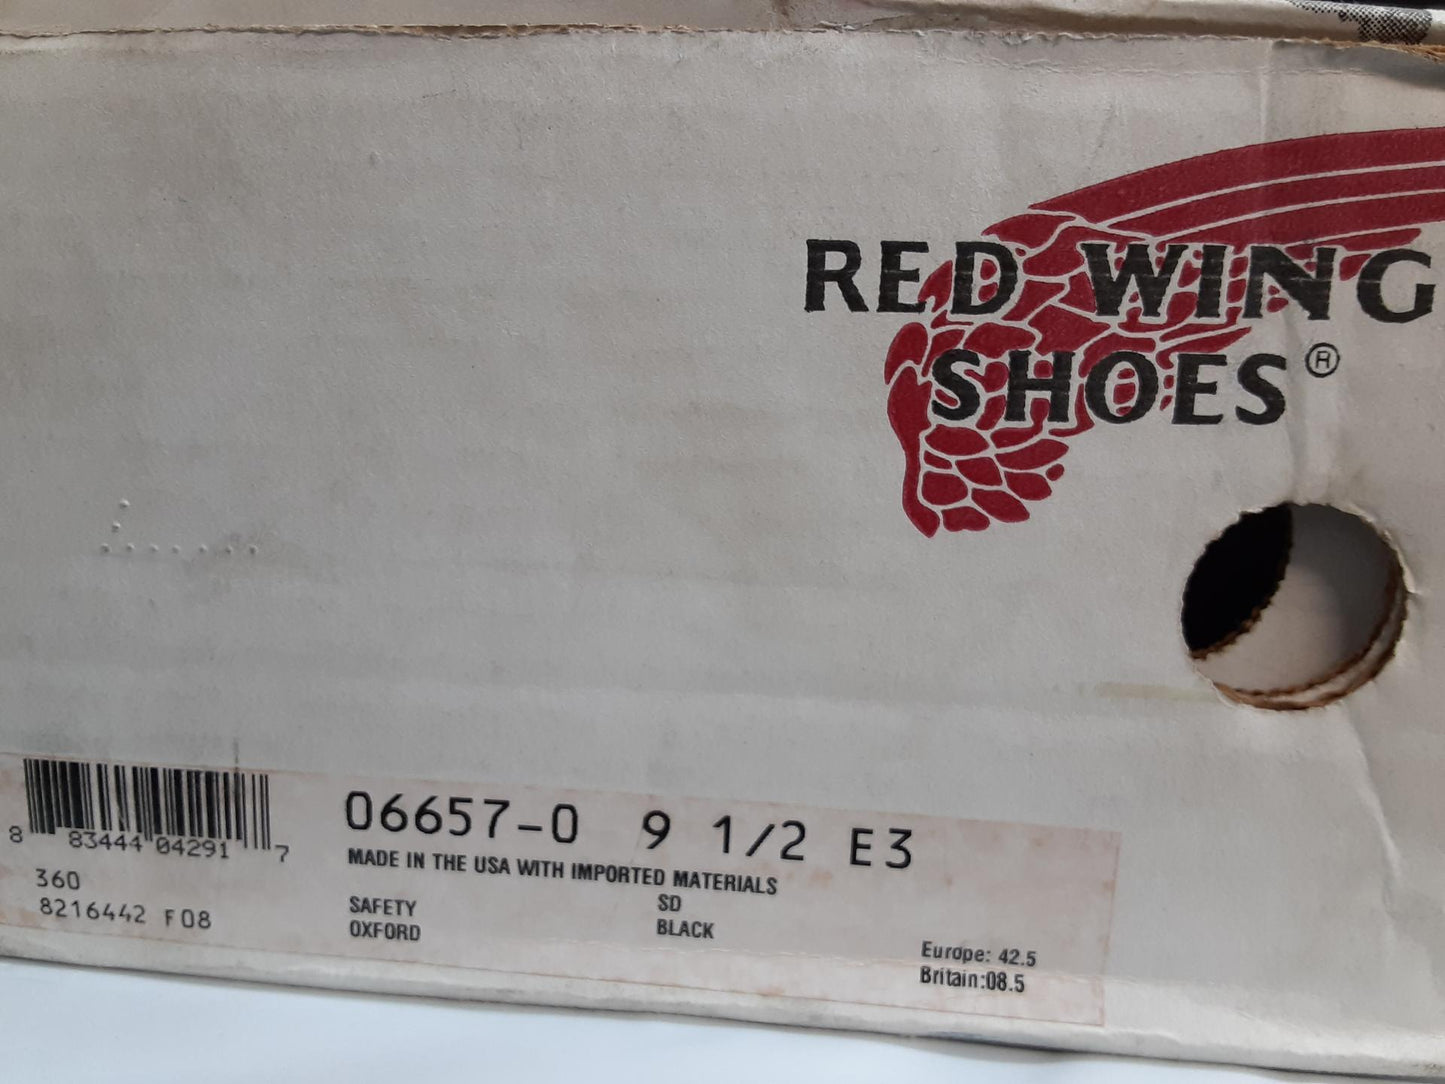 RED WING
SHOES®
06657-0 9 1/2 E3
MADE IN THE USA WITH IMPORTED MATERIALS
8 83444 04291 7
360
8216442 F08
SAFETY SD
OXFORD BLACK
Europe: 42.5
Britain:08.5